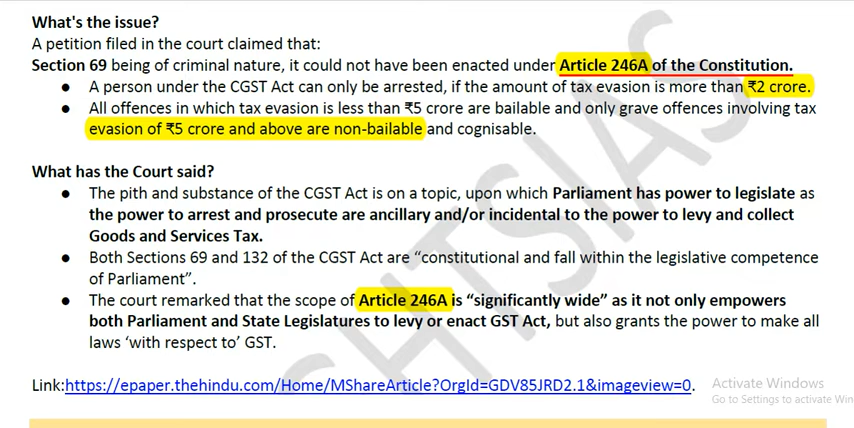 What's the issue?
A petition filed in the court claimed that:
Section 69 being of criminal nature, it could not have been enacted under Article 246A of the Constitution.
● A person under the CGST Act can only be arrested, if the amount of tax evasion is more than ₹2 crore.
● All offences in which tax evasion is less than ₹5 crore are bailable and only grave offences involving tax
evasion of ₹5 crore and above are non-bailable and cognisable.
What has the Court said?
● The pith and substance of the CGST Act is on a topic, upon which Parliament has power to legislate as
the power to arrest and prosecute are ancillary and/or incidental to the power to levy and collect
Goods and Services Tax.
● Both Sections 69 and 132 of the CGST Act are “constitutional and fall within the legislative competence
of Parliament”.
● The court remarked that the scope of Article 246A is “significantly wide” as it not only empowers
both Parliament and State Legislatures to levy or enact GST Act, but also grants the power to make all
laws ‘with respect to’ GST.
Link:https://epaper.thehindu.com/Home/MShareArticle?OrgId=GDV85JRD2.1&imageview=0.
Activate Windows
Go to Settings to activate Win
SHTSIAS